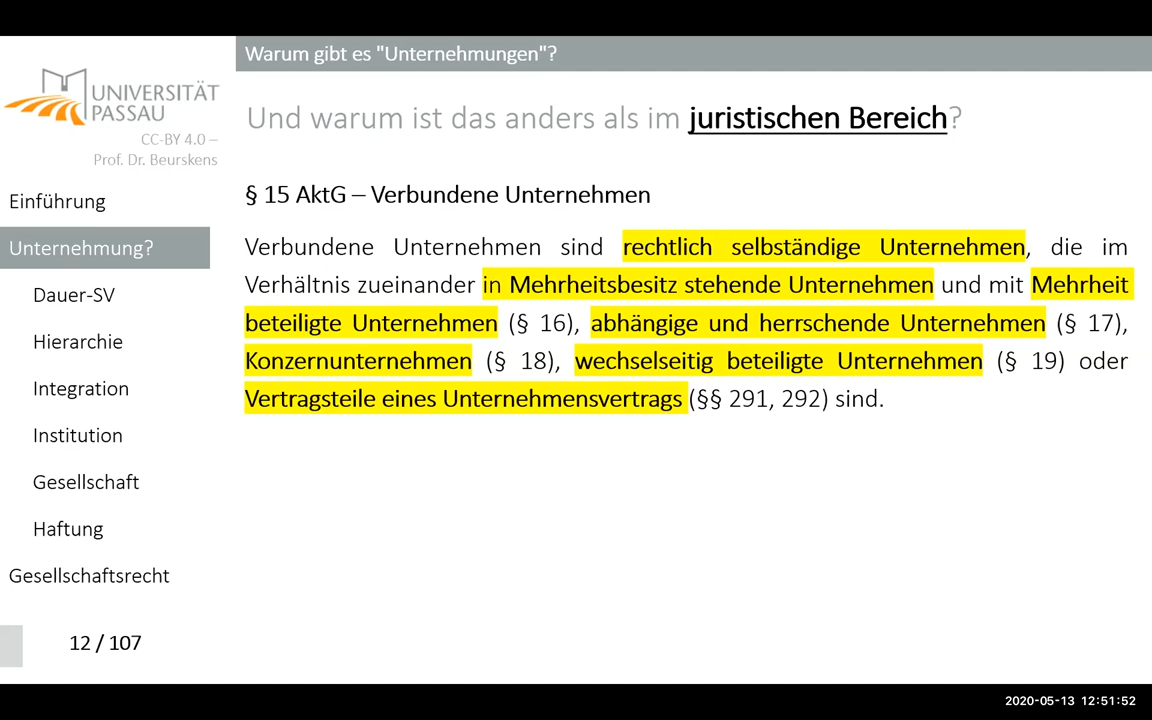 Warum gibt es "Unternehmungen"?
UNIVERSITÄT
PASSAU
CC-BY 4.0 –
Prof. Dr. Beurskens
Einführung
Unternehmung?
Dauer-SV
Hierarchie
Integration
Institution
Gesellschaft
Haftung
Gesellschaftsrecht
12 / 107
Und warum ist das anders als im juristischen Bereich?
§ 15 AktG – Verbundene Unternehmen
Verbundene Unternehmen sind rechtlich selbständige Unternehmen, die im
Verhältnis zueinander in Mehrheitsbesitz stehende Unternehmen und mit Mehrheit
beteiligte Unternehmen (§ 16), abhängige und herrschende Unternehmen (§ 17),
Konzernunternehmen (§ 18), wechselseitig beteiligte Unternehmen (§ 19) oder
Vertragsteile eines Unternehmensvertrags (§§ 291, 292) sind.
2020-05-13 12:51:52